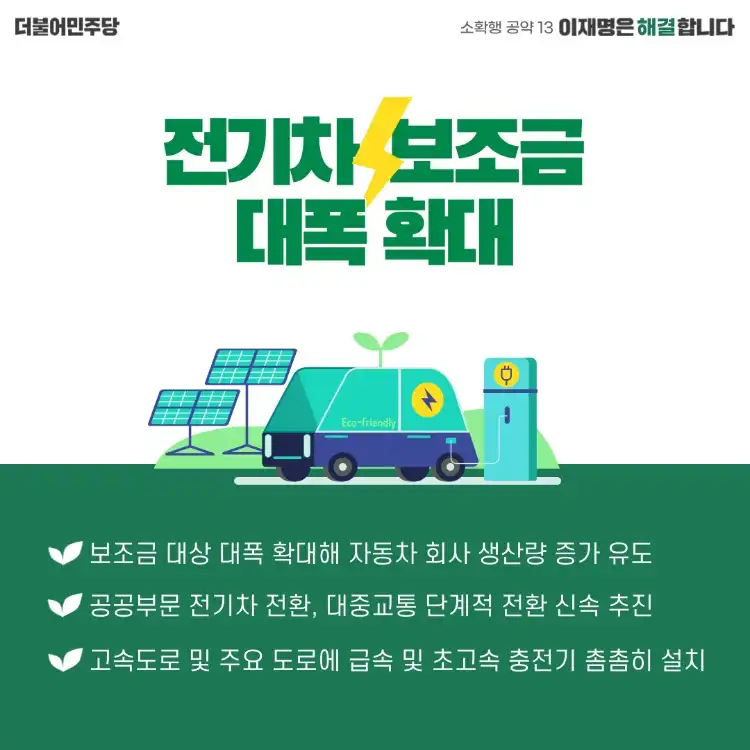 더불어민주당
소확행 공약 13 이재명은 해결합니다
전기차 보조금
대폭 확대
Eco-friendly
보조금 대상 대폭 확대해 자동차 회사 생산량 증가 유도
공공부문 전기차 전환, 대중교통 단계적 전환 신속 추진
고속도로 및 주요 도로에 급속 및 초고속 충전기 촘촘히 설치